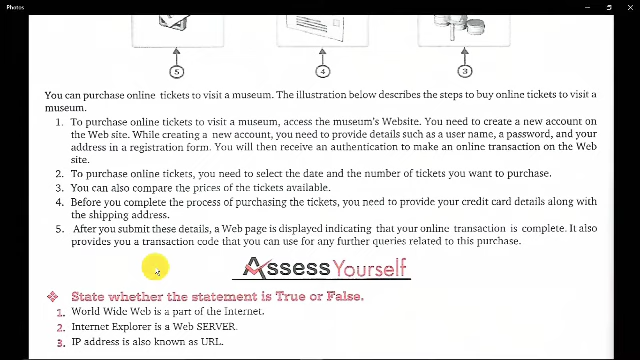 Photos
5
4
3
You can purchase online tickets to visit a museum. The illustration below describes the steps to buy online tickets to visit a
museum.
1. To purchase online tickets to visit a museum, access the museum's Website. You need to create a new account on
the Web site. While creating a new account, you need to provide details such as a user name, a password, and your
address in a registration form. You will then receive an authentication to make an online transaction on the Web
site.
2. To purchase online tickets, you need to select the date and the number of tickets you want to purchase.
3. You can also compare the prices of the tickets available.
4. Before you complete the process of purchasing the tickets, you need to provide your credit card details along with
the shipping address.
5. After you submit these details, a Web page is displayed indicating that your online transaction is complete. It also
provides you a transaction code that you can use for any further queries related to this purchase.
Assess Yourself
❖ State whether the statement is True or False.
1. World Wide Web is a part of the Internet.
2. Internet Explorer is a Web SERVER.
3. IP address is also known as URL.